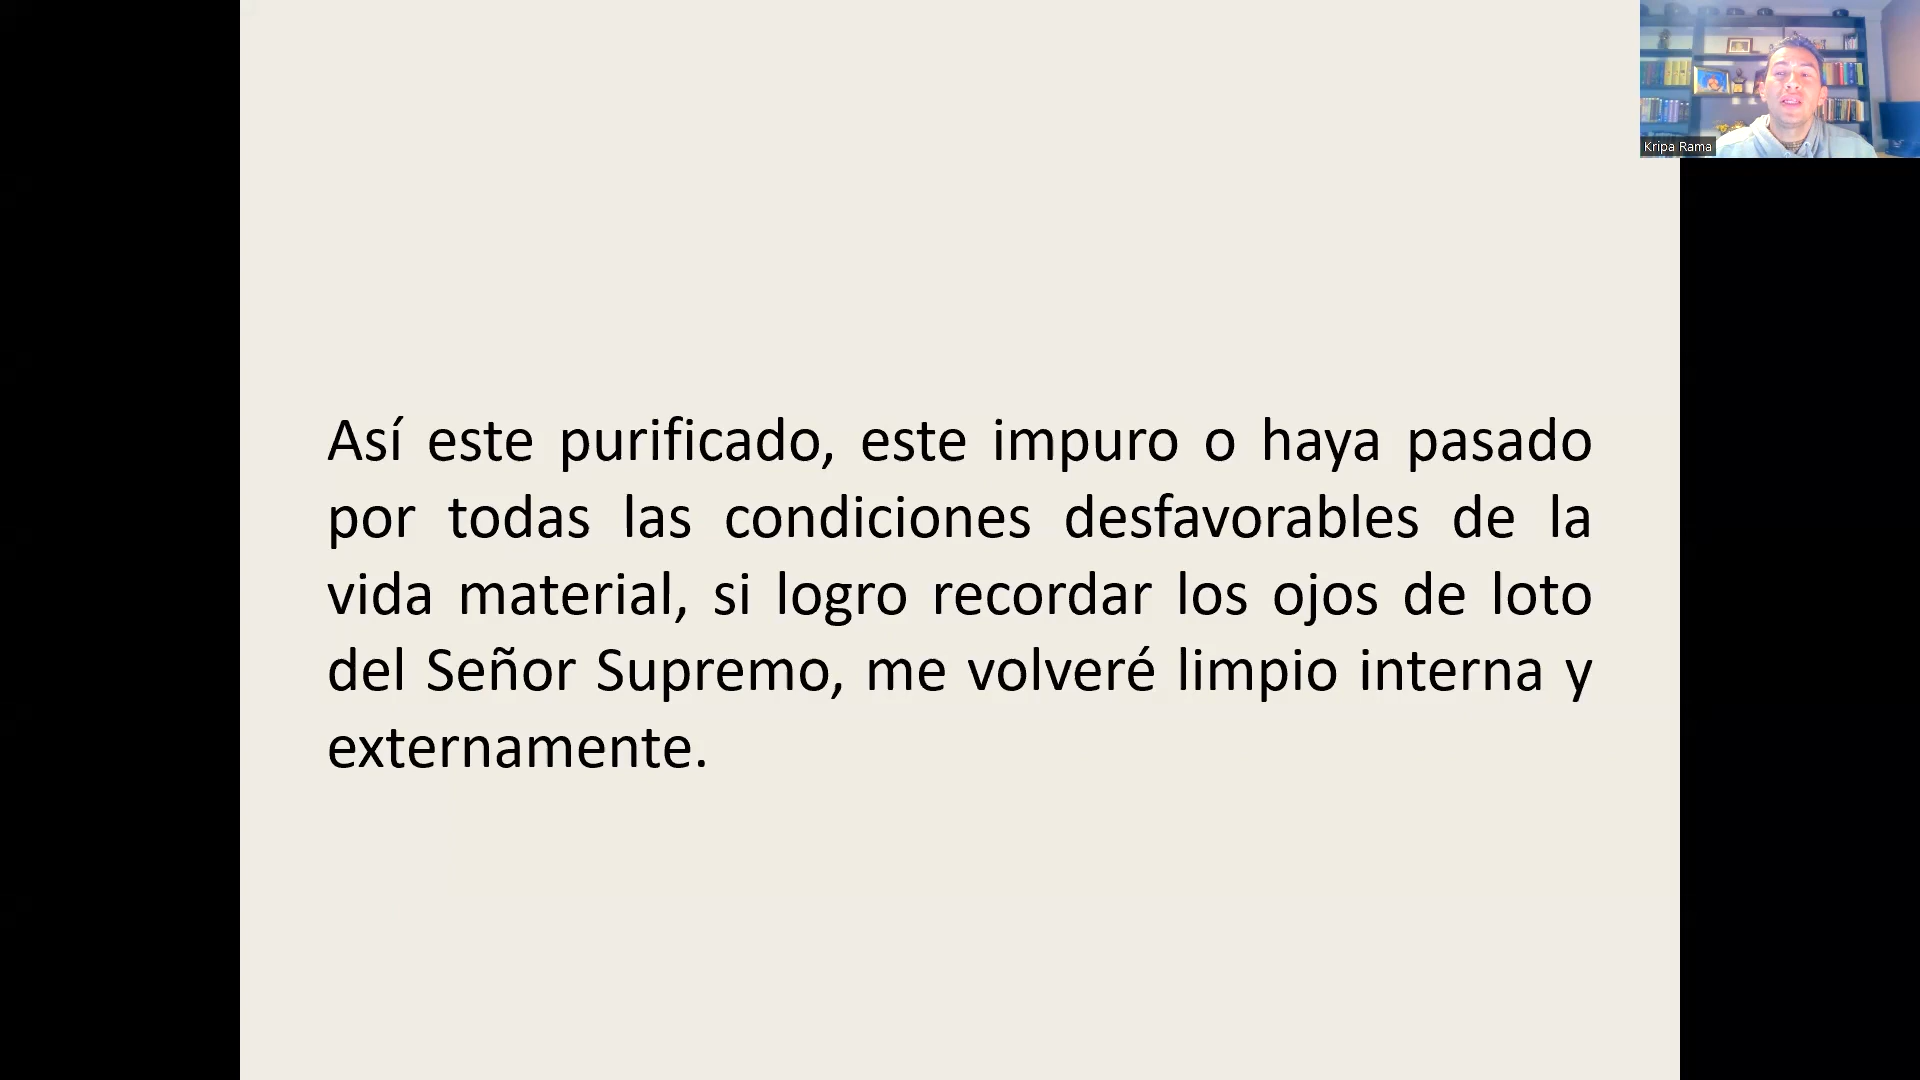 Kripa Rama
Así este purificado, este impuro o haya pasado
por todas las condiciones desfavorables de la
vida material, si logro recordar los ojos de loto
del Señor Supremo, me volveré limpio interna y
externamente.